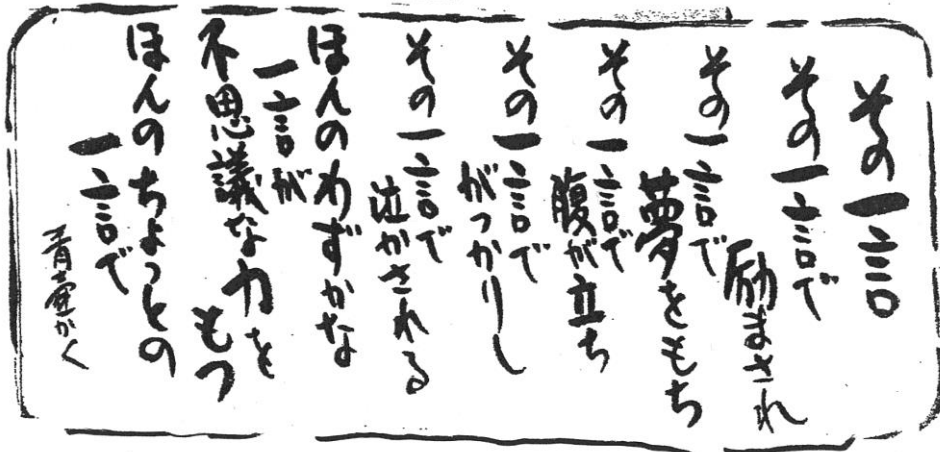 その一言
その一言で
励まされ
その一言で
夢をもち
その一言で
腹が立ち
その一言で
がっかりし
その一言で
泣かされる
ほんのわずかな
一言が
不思議な力を
もつ
ほんのちょっとの
一言で
かく